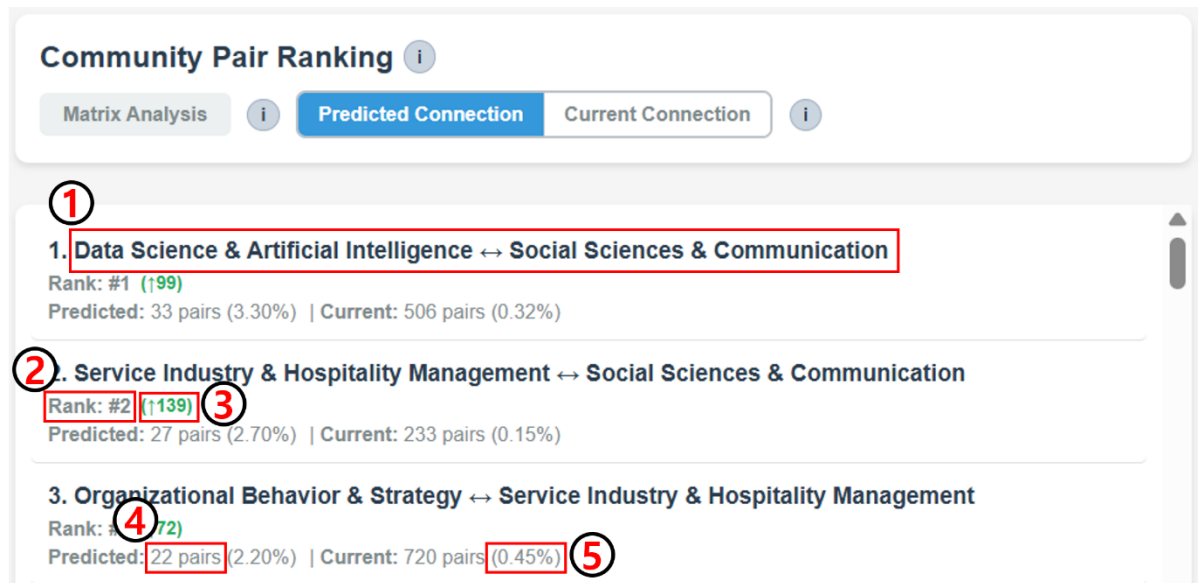 Community Pair Ranking i
Matrix Analysis i Predicted Connection Current Connection i
①
1. Data Science & Artificial Intelligence ↔ Social Sciences & Communication
Rank: #1 (↑99)
Predicted: 33 pairs (3.30%) | Current: 506 pairs (0.32%)
②. Service Industry & Hospitality Management ↔ Social Sciences & Communication
Rank: #2 (↑139) ③
Predicted: 27 pairs (2.70%) | Current: 233 pairs (0.15%)
3. Organizational Behavior & Strategy ↔ Service Industry & Hospitality Management
Rank: # ④ 72)
Predicted: 22 pairs (2.20%) | Current: 720 pairs (0.45%) ⑤